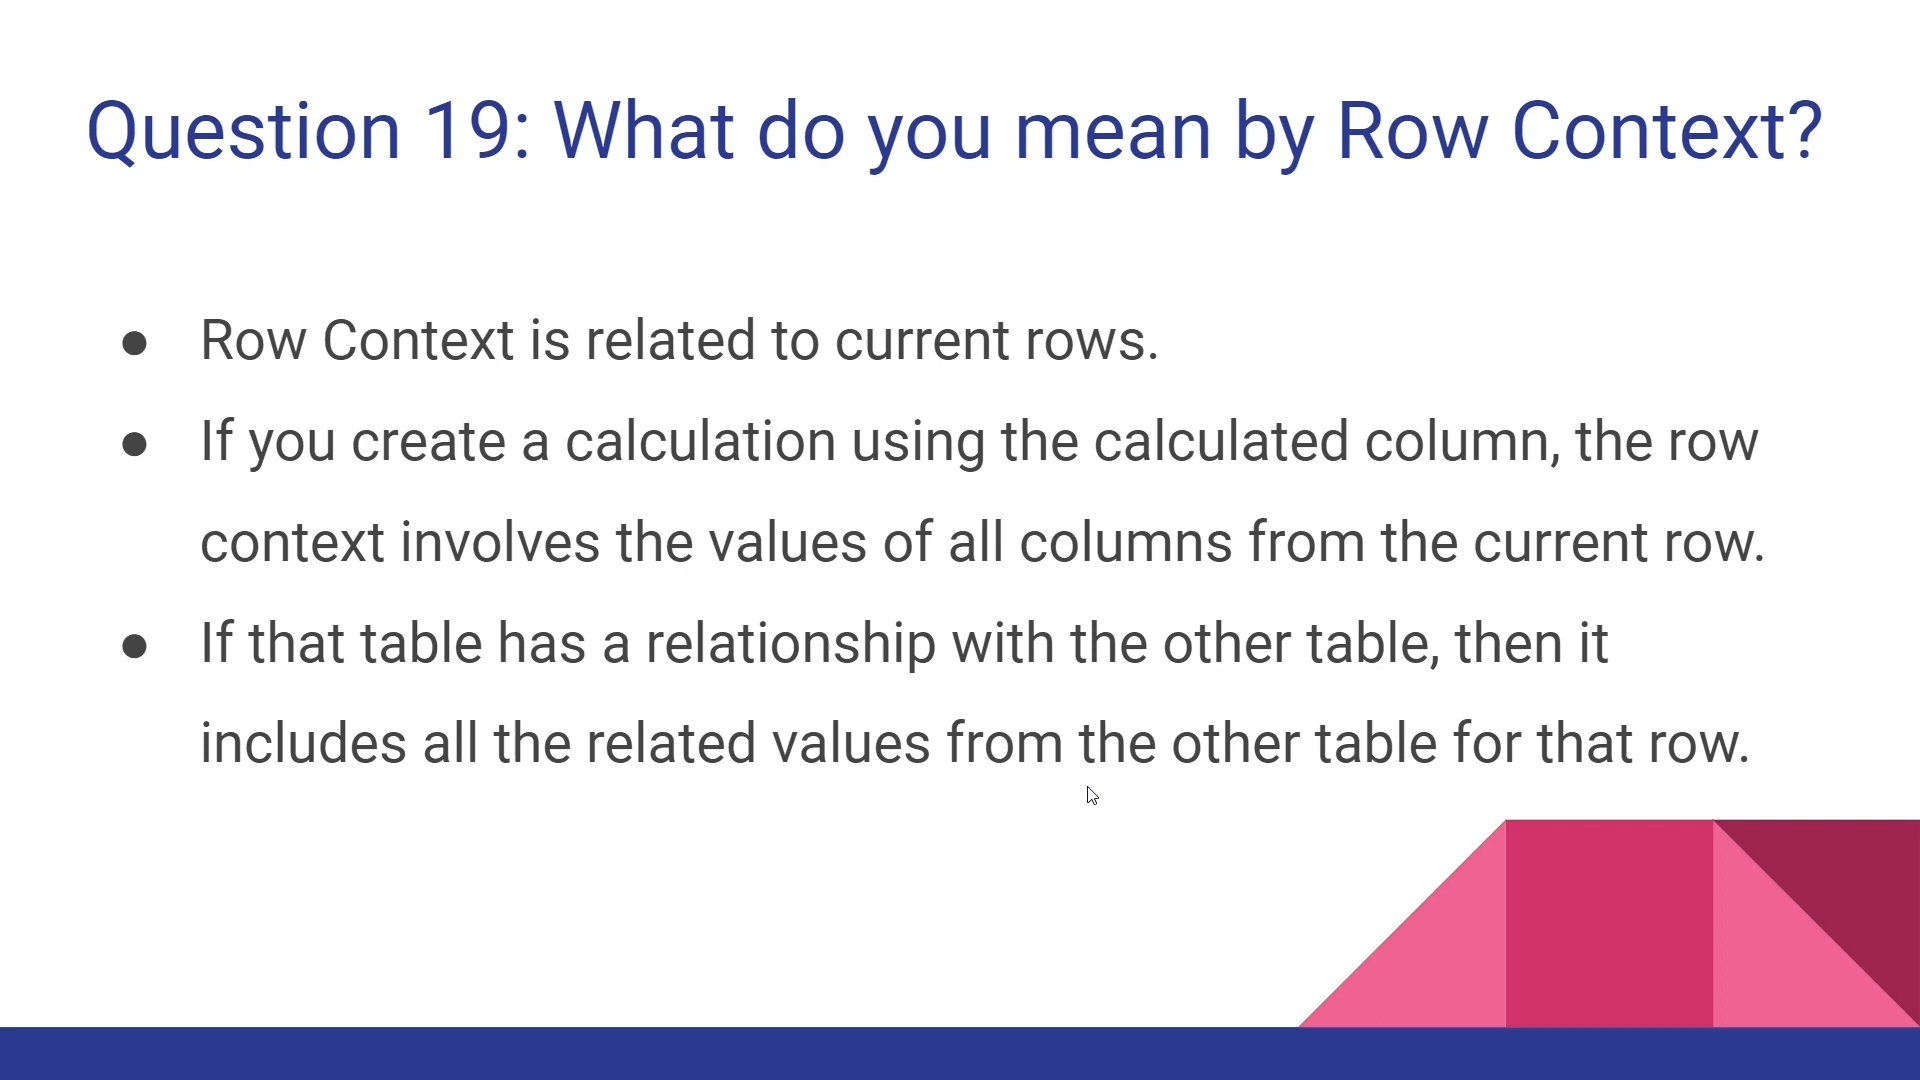 Question 19: What do you mean by Row Context?
● Row Context is related to current rows.
● If you create a calculation using the calculated column, the row
context involves the values of all columns from the current row.
● If that table has a relationship with the other table, then it
includes all the related values from the other table for that row.